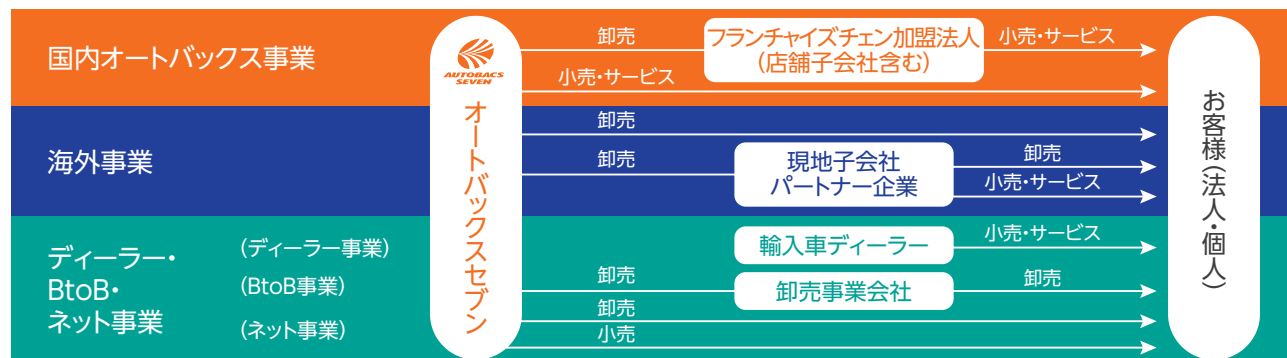 国内オートバックス事業
AUTOBACS
SEVEN
オートバックスセブン
卸売
フランチャイズチェン加盟法人
(店舗子会社含む)
小売・サービス
小売・サービス
お客様(法人・個人)
海外事業
卸売
卸売
現地子会社
パートナー企業
卸売
小売・サービス
ディーラー・
BtoB・
ネット事業
(ディーラー事業)
輸入車ディーラー
小売・サービス
(BtoB事業)
卸売
卸売事業会社
卸売
(ネット事業)
卸売
小売